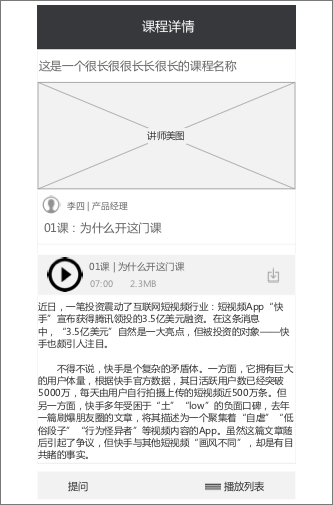 课程详情
这是一个很长很很长长很长的课程名称
讲师美图
李四 | 产品经理
01课：为什么开这门课
01课 | 为什么开这门课
07:00 2.3MB
近日，一笔投资震动了互联网短视频行业：短视频App“快
手”宣布获得腾讯领投的3.5亿美元融资。在这条消息
中，“3.5亿美元”自然是一大亮点，但被投资的对象——快
手也颇引人注目。
不得不说，快手是个复杂的矛盾体。一方面，它拥有巨大
的用户体量，根据快手官方数据，其日活跃用户数已经突破
5000万，每天由用户自行拍摄上传的短视频近500万条。但
另一方面，快手多年受困于“土”“low”的负面口碑，去年
一篇刷爆朋友圈的文章，将其描述为一个聚集着“自虐”“低
俗段子”“行为怪异者”等视频内容的App。虽然这篇文章随
后引起了争议，但快手与其他短视频“画风不同”，却是有目
共睹的事实。
提问
播放列表